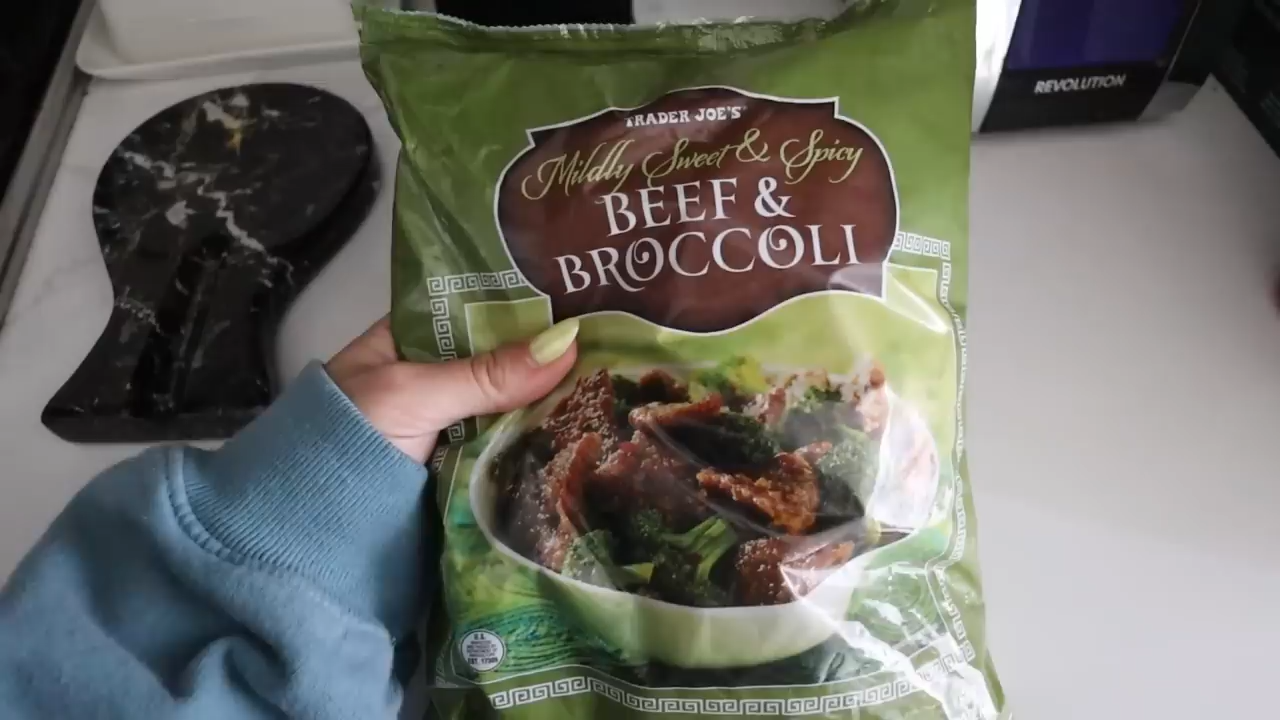 TRADER JOE'S
Mildly Sweet & Spicy
BEEF &
BROCCOLI
REVOLUTION
U.S.